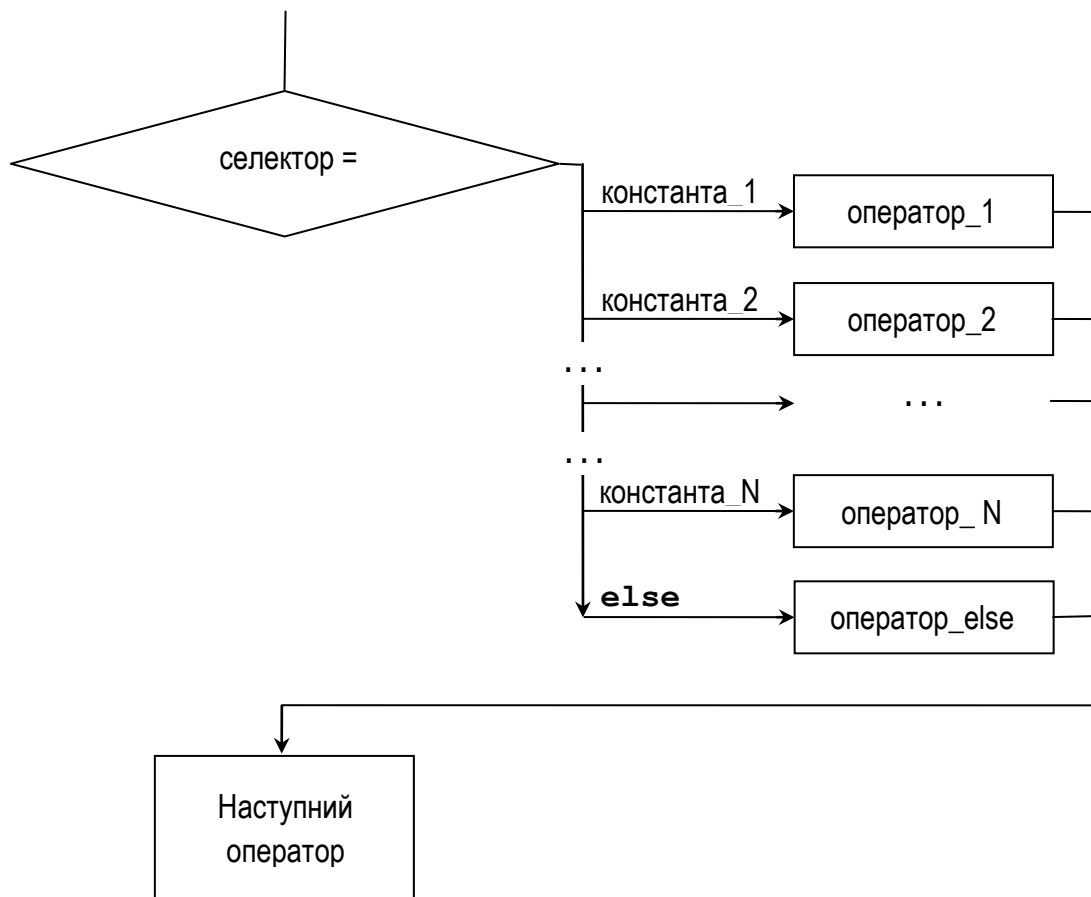 селектор =
константа_1
оператор_1
константа_2
оператор_2
...
...
...
константа_N
оператор_ N
else
оператор_else
Наступний
оператор